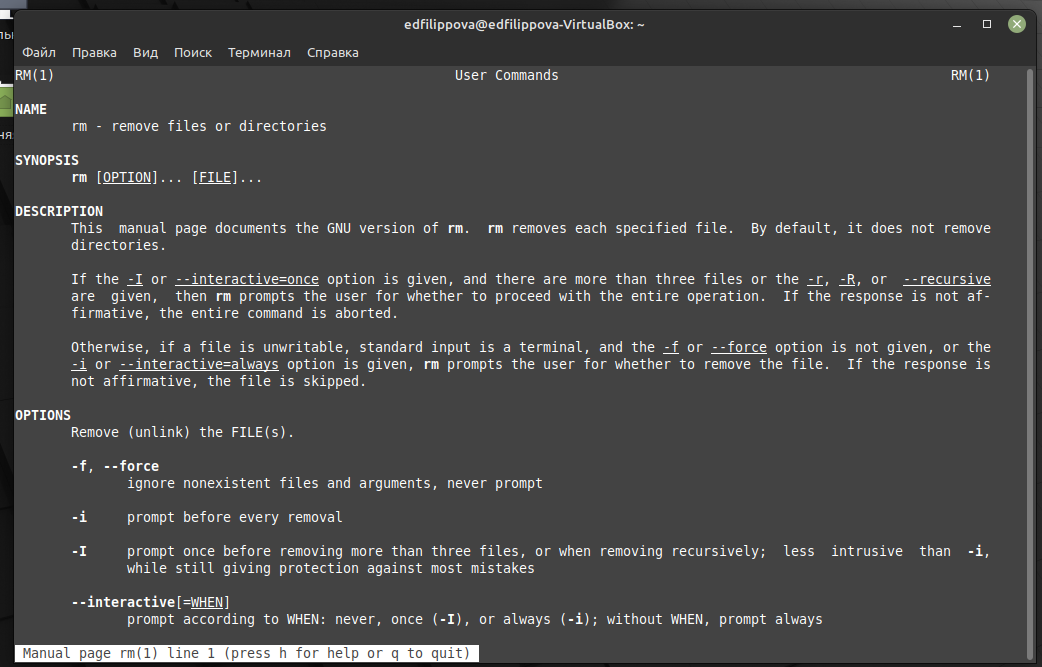 edfilippova@edfilippova-VirtualBox: ~
Файл Правка Вид Поиск Терминал Справка
RM(1) User Commands RM(1)
NAME
rm - remove files or directories
SYNOPSIS
rm [OPTION]... [FILE]...
DESCRIPTION
This manual page documents the GNU version of rm. rm removes each specified file. By default, it does not remove
directories.
If the -I or --interactive=once option is given, and there are more than three files or the -r, -R, or --recursive
are given, then rm prompts the user for whether to proceed with the entire operation. If the response is not af-
firmative, the entire command is aborted.
Otherwise, if a file is unwritable, standard input is a terminal, and the -f or --force option is not given, or the
-i or --interactive=always option is given, rm prompts the user for whether to remove the file. If the response is
not affirmative, the file is skipped.
OPTIONS
Remove (unlink) the FILE(s).
-f, --force
ignore nonexistent files and arguments, never prompt
-i prompt before every removal
-I prompt once before removing more than three files, or when removing recursively; less intrusive than -i,
while still giving protection against most mistakes
--interactive[=WHEN]
prompt according to WHEN: never, once (-I), or always (-i); without WHEN, prompt always
Manual page rm(1) line 1 (press h for help or q to quit)